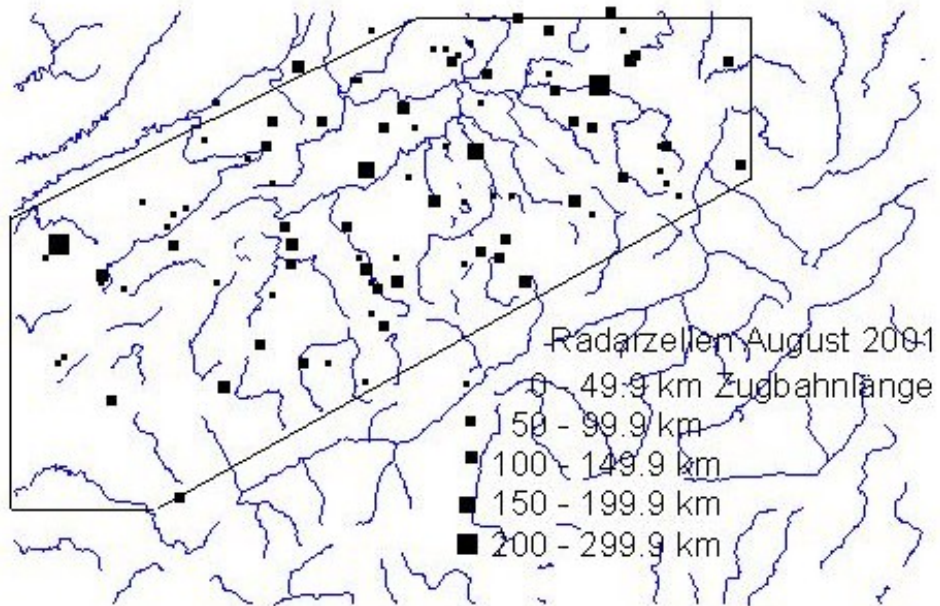 Radarzellen August 2001
0 - 49.9 km Zugbahnlänge
50 - 99.9 km
100 - 149.9 km
150 - 199.9 km
200 - 299.9 km